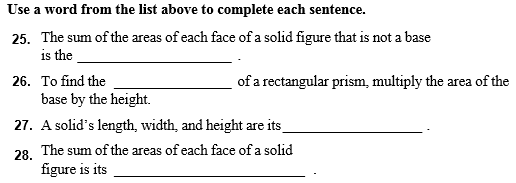 Use a word from the list above to complete each sentence.
25. The sum of the areas of each face of a solid figure that is not a base
is the ______________________ .
26. To find the _________________ of a rectangular prism, multiply the area of the
base by the height.
27. A solid's length, width, and height are its____________________ .
28. The sum of the areas of each face of a solid
figure is its ___________________________ .